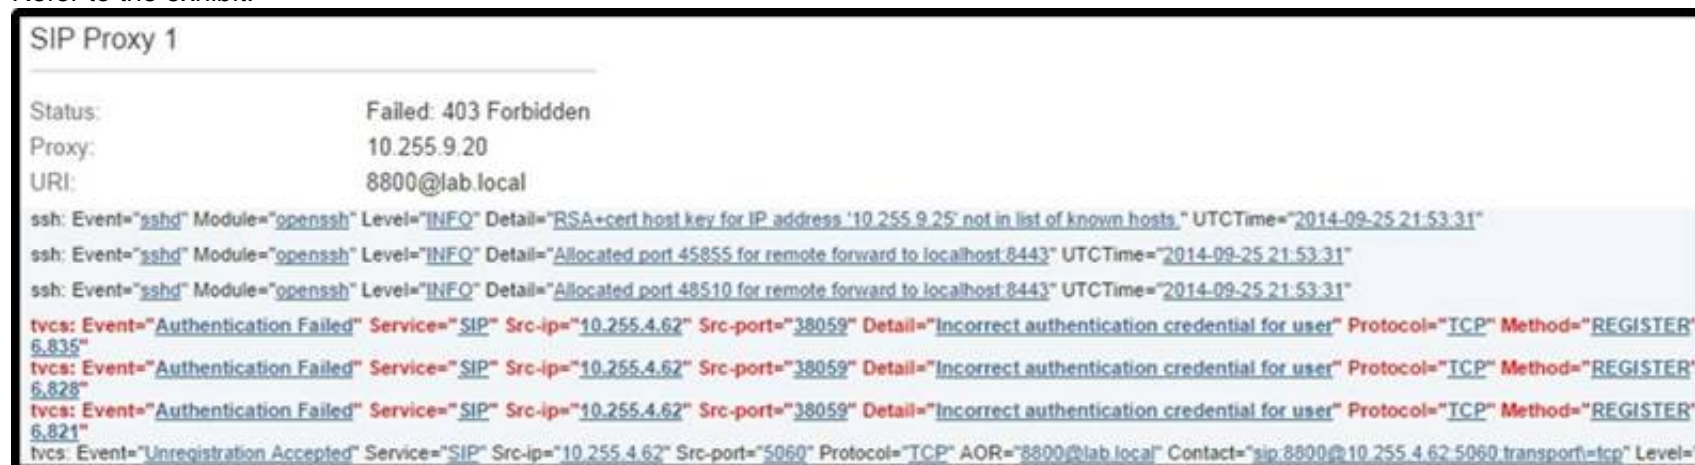 Refer to the exhibit.
SIP Proxy 1
Status: Failed: 403 Forbidden
Proxy: 10.255.9.20
URI: 8800@lab.local
ssh: Event="sshd" Module="openssh" Level="INFO" Detail="RSA+cert host key for IP address '10.255.9.25' not in list of known hosts." UTCTime="2014-09-25 21:53:31"
ssh: Event="sshd" Module="openssh" Level="INFO" Detail="Allocated port 45855 for remote forward to localhost:8443" UTCTime="2014-09-25 21:53:31"
ssh: Event="sshd" Module="openssh" Level="INFO" Detail="Allocated port 48510 for remote forward to localhost:8443" UTCTime="2014-09-25 21:53:31"
tvcs: Event="Authentication Failed" Service="SIP" Src-ip="10.255.4.62" Src-port="38059" Detail="Incorrect authentication credential for user" Protocol="TCP" Method="REGISTER"
6,835"
tvcs: Event="Authentication Failed" Service="SIP" Src-ip="10.255.4.62" Src-port="38059" Detail="Incorrect authentication credential for user" Protocol="TCP" Method="REGISTER"
6,828"
tvcs: Event="Authentication Failed" Service="SIP" Src-ip="10.255.4.62" Src-port="38059" Detail="Incorrect authentication credential for user" Protocol="TCP" Method="REGISTER"
6,821"
tvcs: Event="Unregistration Accepted" Service="SIP" Src-ip="10.255.4.62" Src-port="5060" Protocol="TCP" AOR="8800@lab.local" Contact="sip:8800@10.255.4.62:5060;transport\=tcp" Level=